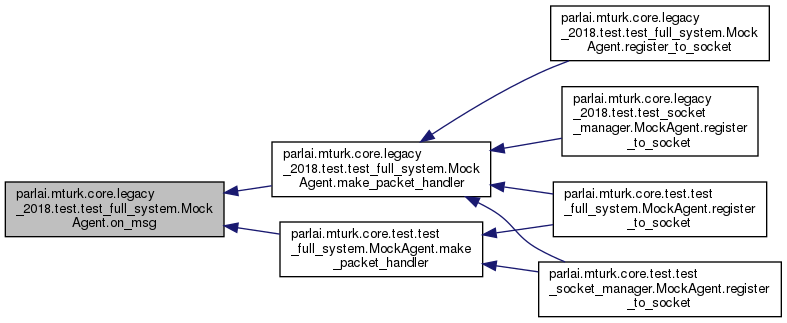 parlai.mturk.core.legacy
_2018.test.test_full_system.Mock
Agent.on_msg
parlai.mturk.core.legacy
_2018.test.test_full_system.Mock
Agent.make_packet_handler
parlai.mturk.core.test.test
_full_system.MockAgent.make
_packet_handler
parlai.mturk.core.legacy
_2018.test.test_full_system.Mock
Agent.register_to_socket
parlai.mturk.core.legacy
_2018.test.test_socket
_manager.MockAgent.register
_to_socket
parlai.mturk.core.test.test
_full_system.MockAgent.register
_to_socket
parlai.mturk.core.test.test
_socket_manager.MockAgent.register
_to_socket